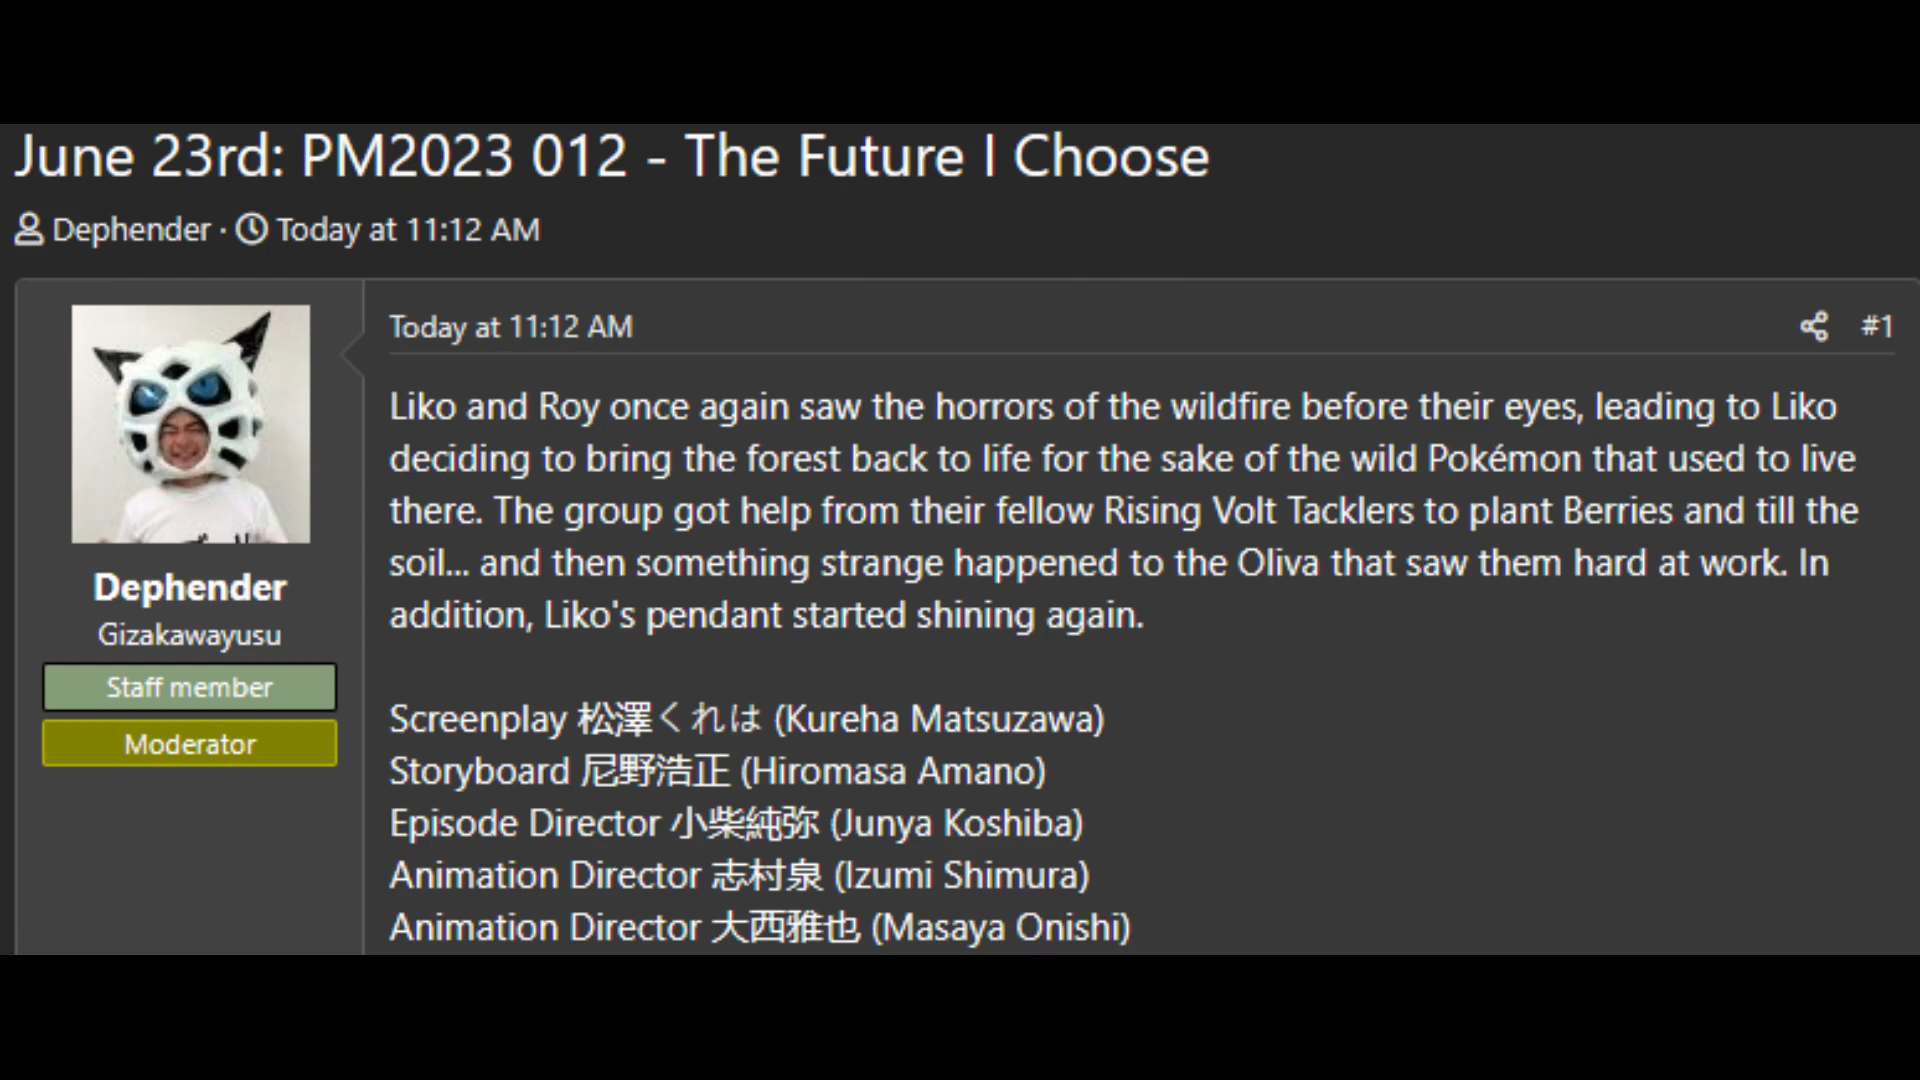 June 23rd: PM2023 012 - The Future I Choose
Dephender · Today at 11:12 AM
Today at 11:12 AM
#1
Liko and Roy once again saw the horrors of the wildfire before their eyes, leading to Liko
deciding to bring the forest back to life for the sake of the wild Pokémon that used to live
there. The group got help from their fellow Rising Volt Tacklers to plant Berries and till the
soil... and then something strange happened to the Oliva that saw them hard at work. In
addition, Liko's pendant started shining again.
Dephender
Gizakawayusu
Staff member
Moderator
Screenplay 松澤くれは (Kureha Matsuzawa)
Storyboard 尼野浩正 (Hiromasa Amano)
Episode Director 小柴純弥 (Junya Koshiba)
Animation Director 志村泉 (Izumi Shimura)
Animation Director 大西雅也 (Masaya Onishi)